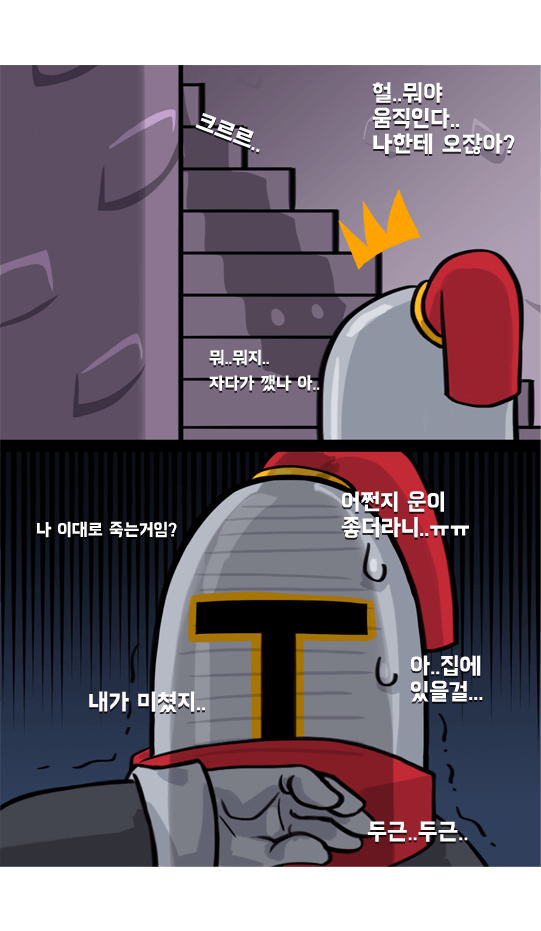 헐..뭐야
움직인다..
나한테 오잖아?
크르르..
뭐..뭐지..
자다가 깼나 아..
어쩐지 운이
좋더라니..ㅠㅠ
나 이대로 죽는거임?
아..집에
있을걸...
내가 미쳤지..
두근..두근..